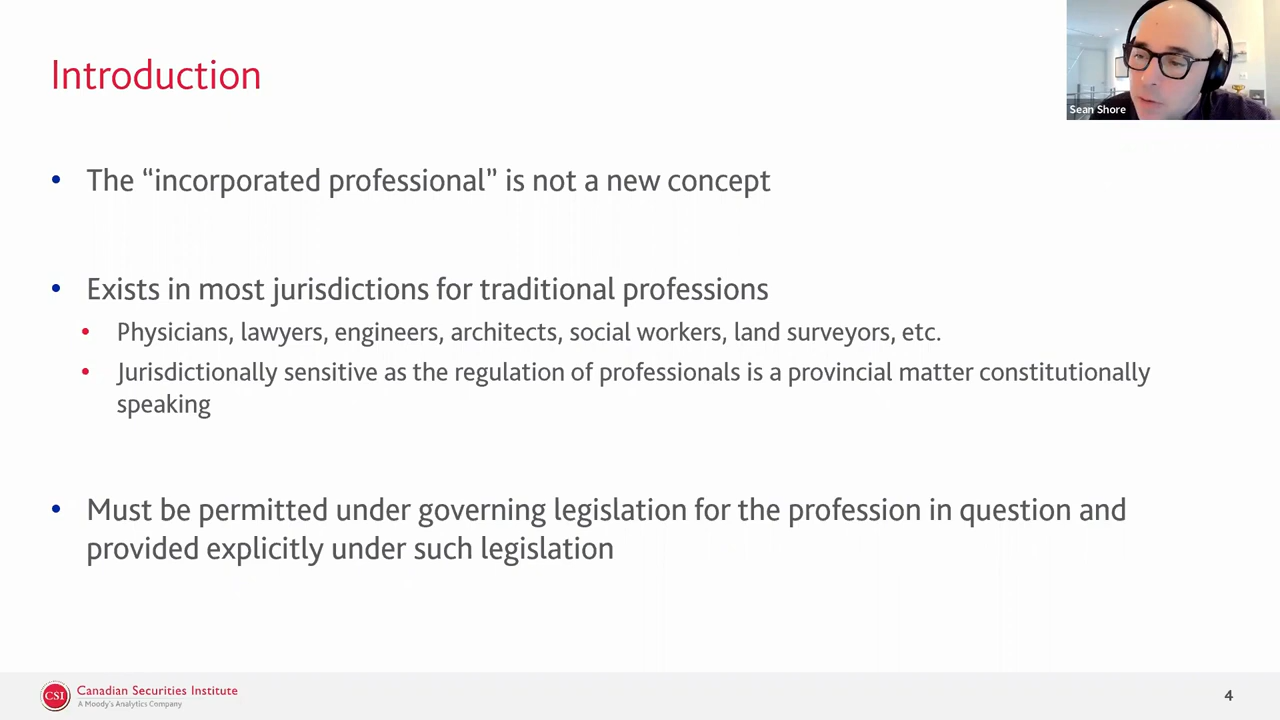 Introduction
Sean Shore
• The “incorporated professional” is not a new concept
• Exists in most jurisdictions for traditional professions
• Physicians, lawyers, engineers, architects, social workers, land surveyors, etc.
• Jurisdictionally sensitive as the regulation of professionals is a provincial matter constitutionally
speaking
• Must be permitted under governing legislation for the profession in question and
provided explicitly under such legislation
CSI
Canadian Securities Institute
A Moody's Analytics Company
4